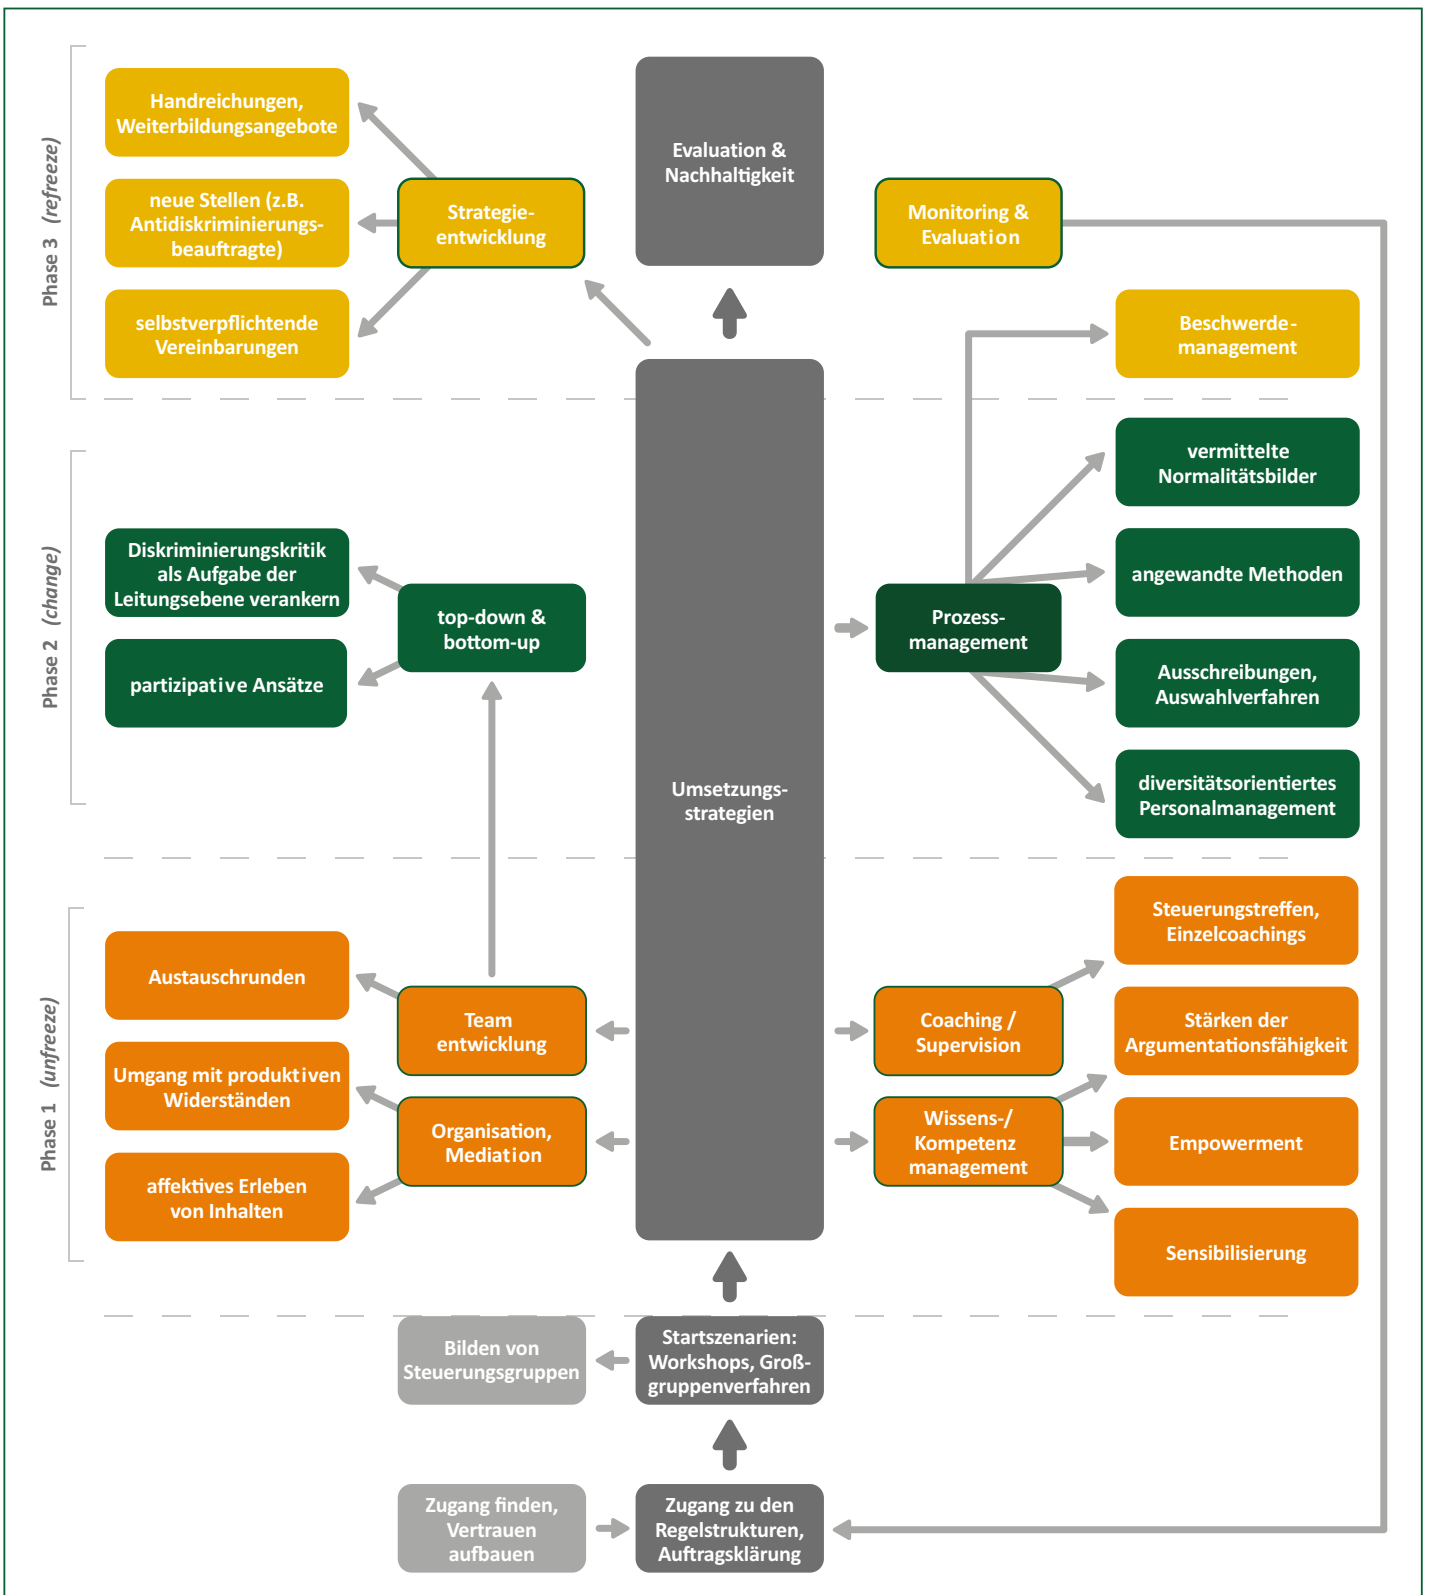 Phase 3 (refreeze)
Handreichungen,
Weiterbildungsangebote
neue Stellen (z.B.
Antidiskriminierungs-
beauftragte)
selbstverpflichtende
Vereinbarungen
Strategie-
entwicklung
Evaluation &
Nachhaltigkeit
Monitoring &
Evaluation
Beschwerde-
management
Phase 2 (change)
Diskriminierungskritik
als Aufgabe der
Leitungsebene verankern
partizipative Ansätze
top-down &
bottom-up
Umsetzungs-
strategien
Prozess-
management
vermittelte
Normalitätsbilder
angewandte Methoden
Ausschreibungen,
Auswahlverfahren
diversitätsorientiertes
Personalmanagement
Phase 1 (unfreeze)
Austauschrunden
Umgang mit produktiven
Widerständen
affektives Erleben
von Inhalten
Team
entwicklung
Organisation,
Mediation
Coaching /
Supervision
Wissens-/
Kompetenz
management
Steuerungstreffen,
Einzelcoachings
Stärken der
Argumentationsfähigkeit
Empowerment
Sensibilisierung
Bilden von
Steuerungsgruppen
Startszenarien:
Workshops, Groß-
gruppenverfahren
Zugang finden,
Vertrauen
aufbauen
Zugang zu den
Regelstrukturen,
Auftragsklärung